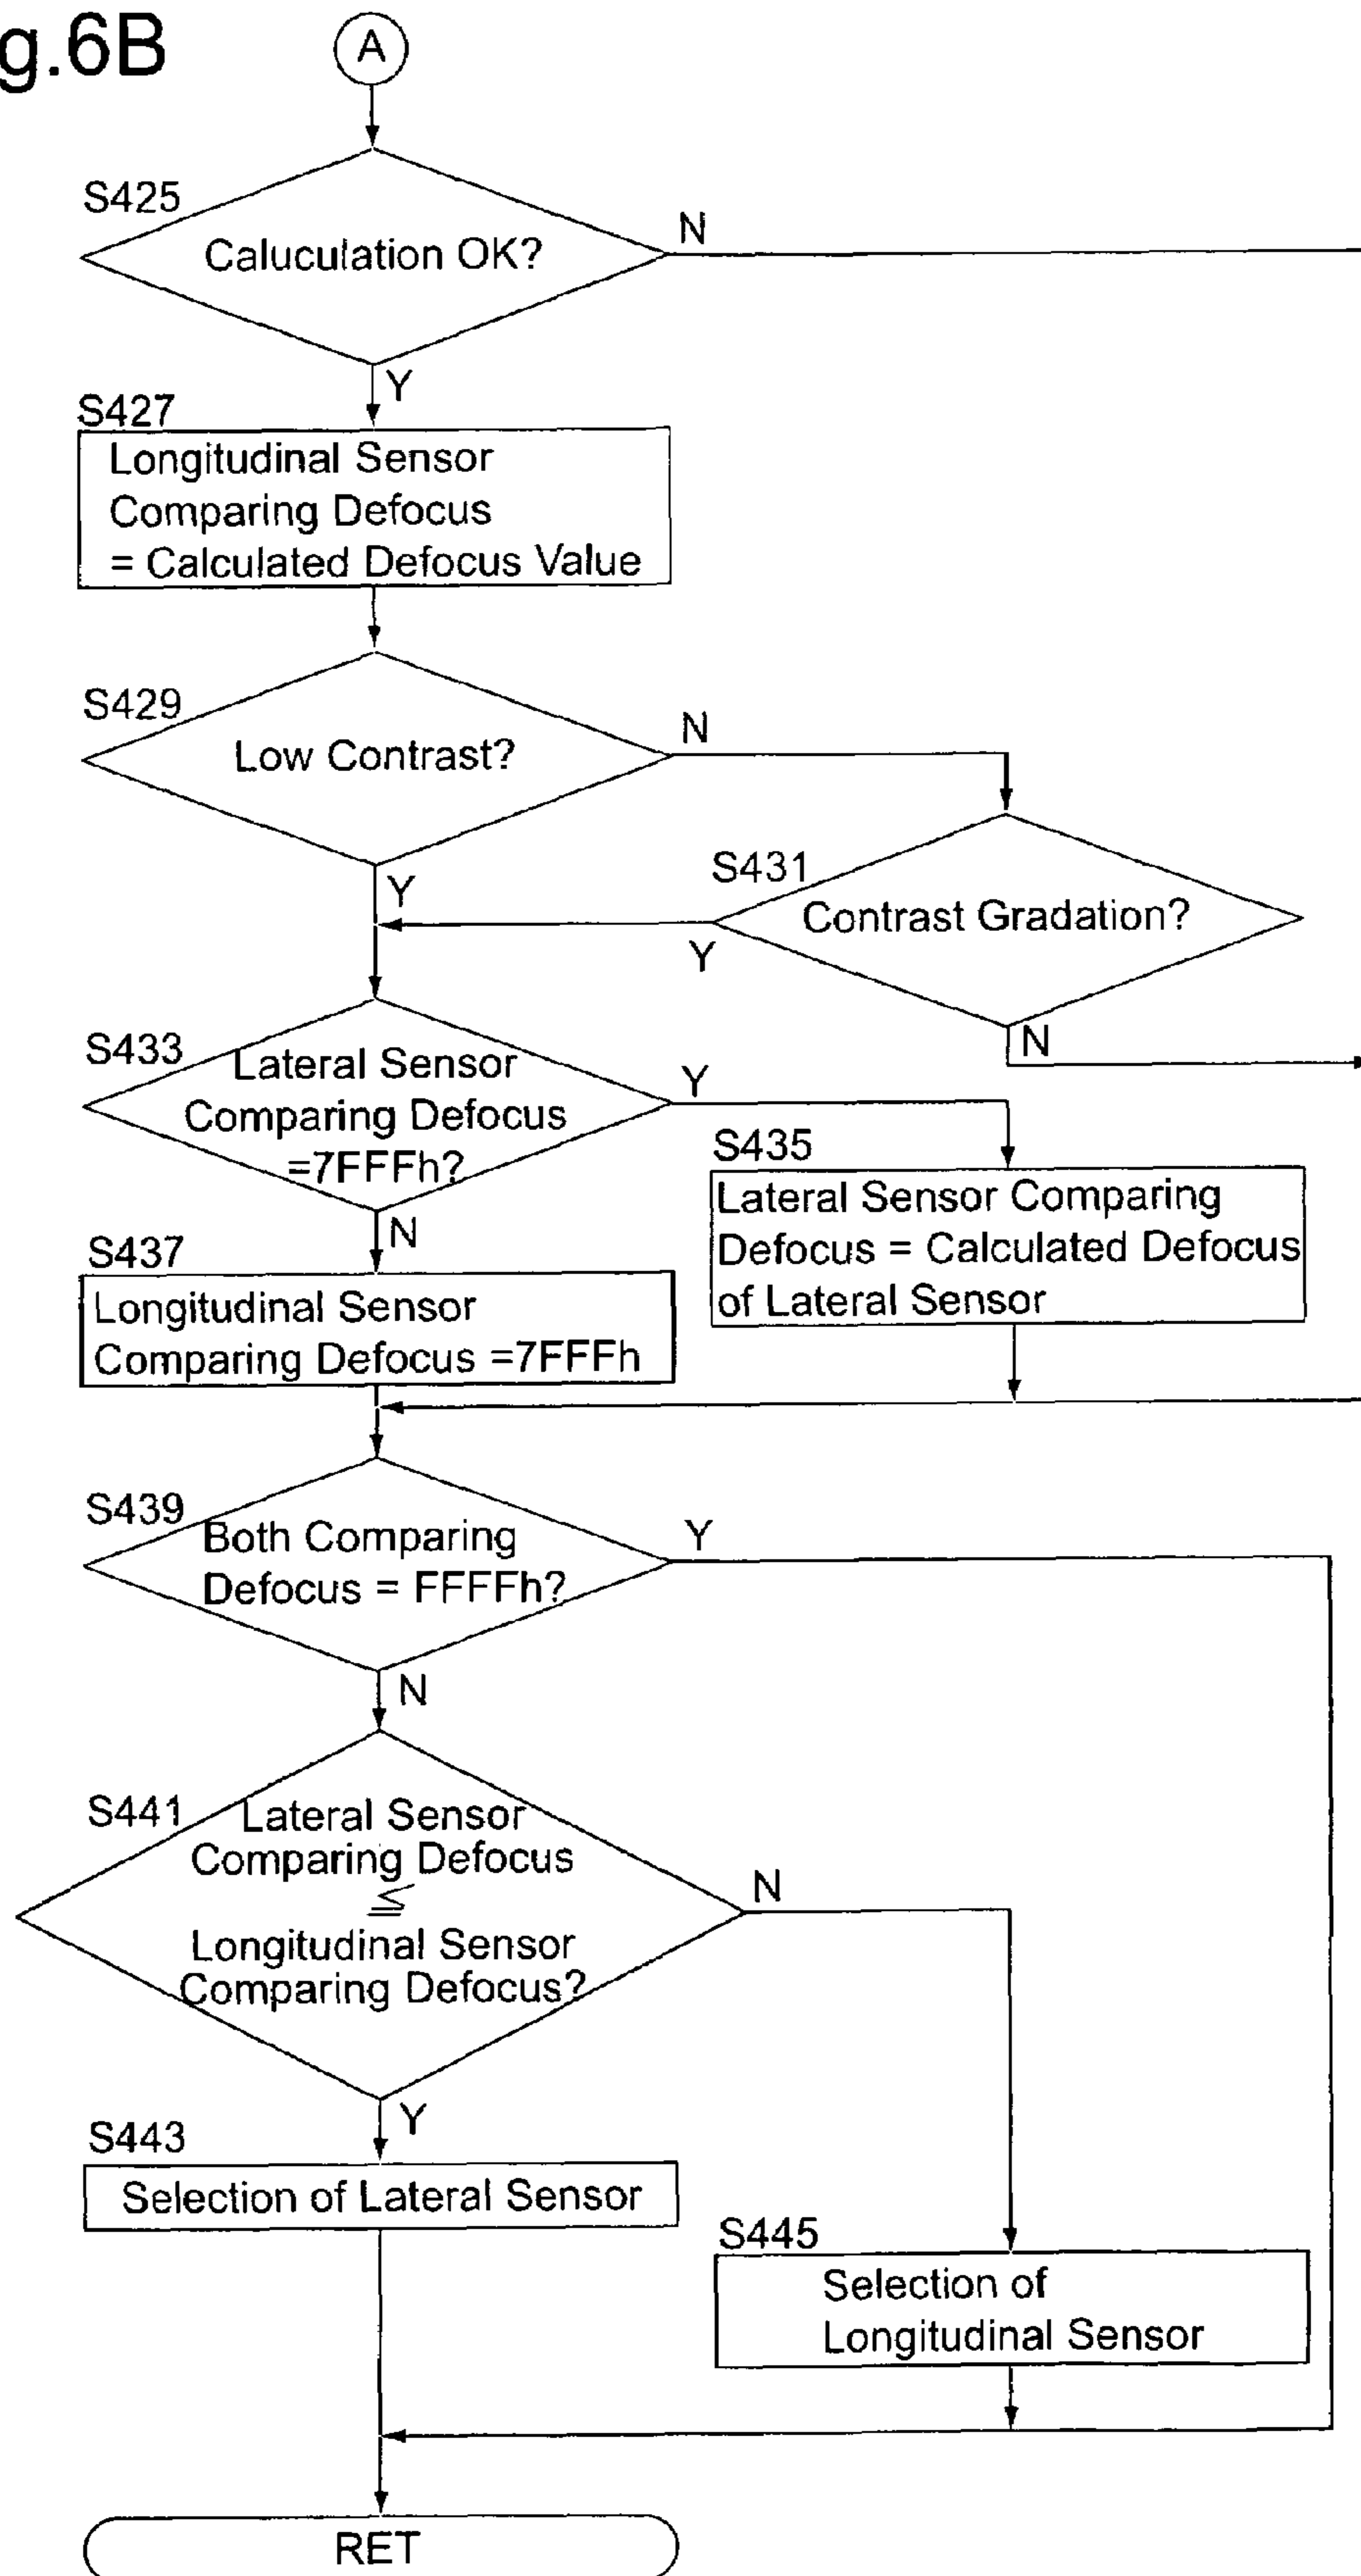 g.6B
A
S425
Caluculation OK?
N
Y
S427
Longitudinal Sensor
Comparing Defocus
= Calculated Defocus Value
S429
Low Contrast?
N
Y
S431
Contrast Gradation?
Y
N
S433
Lateral Sensor
Comparing Defocus
=7FFFh?
Y
N
S435
Lateral Sensor Comparing
Defocus = Calculated Defocus
of Lateral Sensor
S437
Longitudinal Sensor
Comparing Defocus =7FFFh
S439
Both Comparing
Defocus = FFFFh?
Y
N
S441
Lateral Sensor
Comparing Defocus
≦
Longitudinal Sensor
Comparing Defocus?
N
Y
S443
Selection of Lateral Sensor
S445
Selection of
Longitudinal Sensor
RET